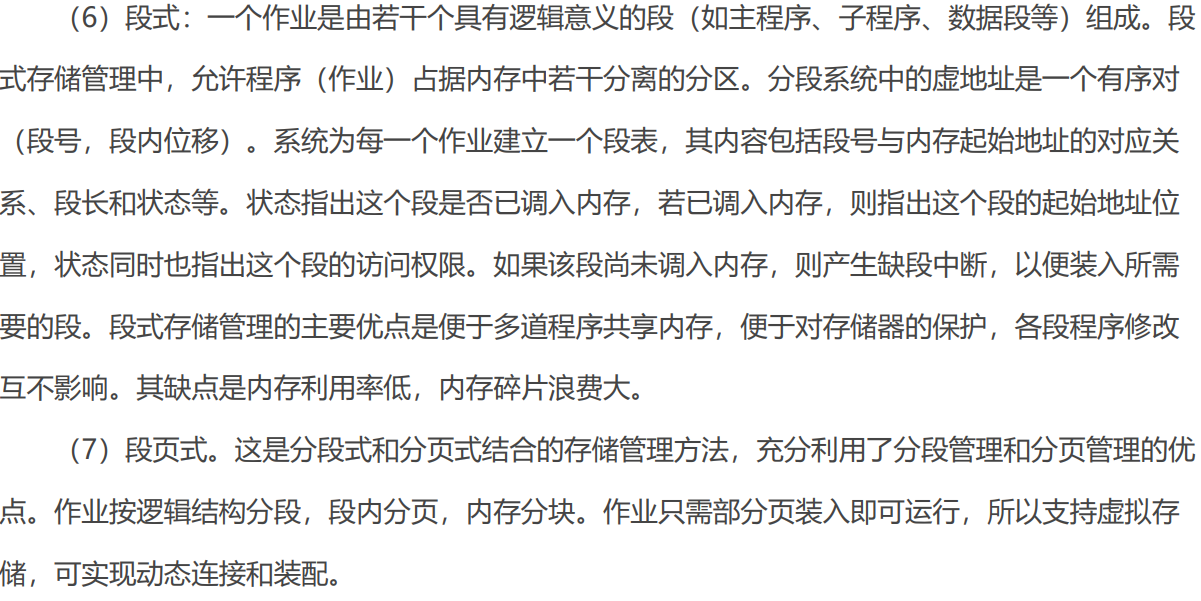 （6）段式：一个作业是由若干个具有逻辑意义的段（如主程序、子程序、数据段等）组成。段
式存储管理中，允许程序（作业）占据内存中若干分离的分区。分段系统中的虚地址是一个有序对
（段号，段内位移）。系统为每一个作业建立一个段表，其内容包括段号与内存起始地址的对应关
系、段长和状态等。状态指出这个段是否已调入内存，若已调入内存，则指出这个段的起始地址位
置，状态同时也指出这个段的访问权限。如果该段尚未调入内存，则产生缺段中断，以便装入所需
要的段。段式存储管理的主要优点是便于多道程序共享内存，便于对存储器的保护，各段程序修改
互不影响。其缺点是内存利用率低，内存碎片浪费大。
（7）段页式。这是分段式和分页式结合的存储管理方法，充分利用了分段管理和分页管理的优
点。作业按逻辑结构分段，段内分页，内存分块。作业只需部分页装入即可运行，所以支持虚拟存
储，可实现动态连接和装配。